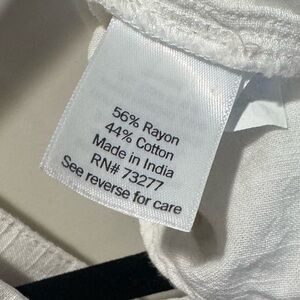 56% Rayon
44% Cotton
Made in India
RN# 73277
See reverse for care